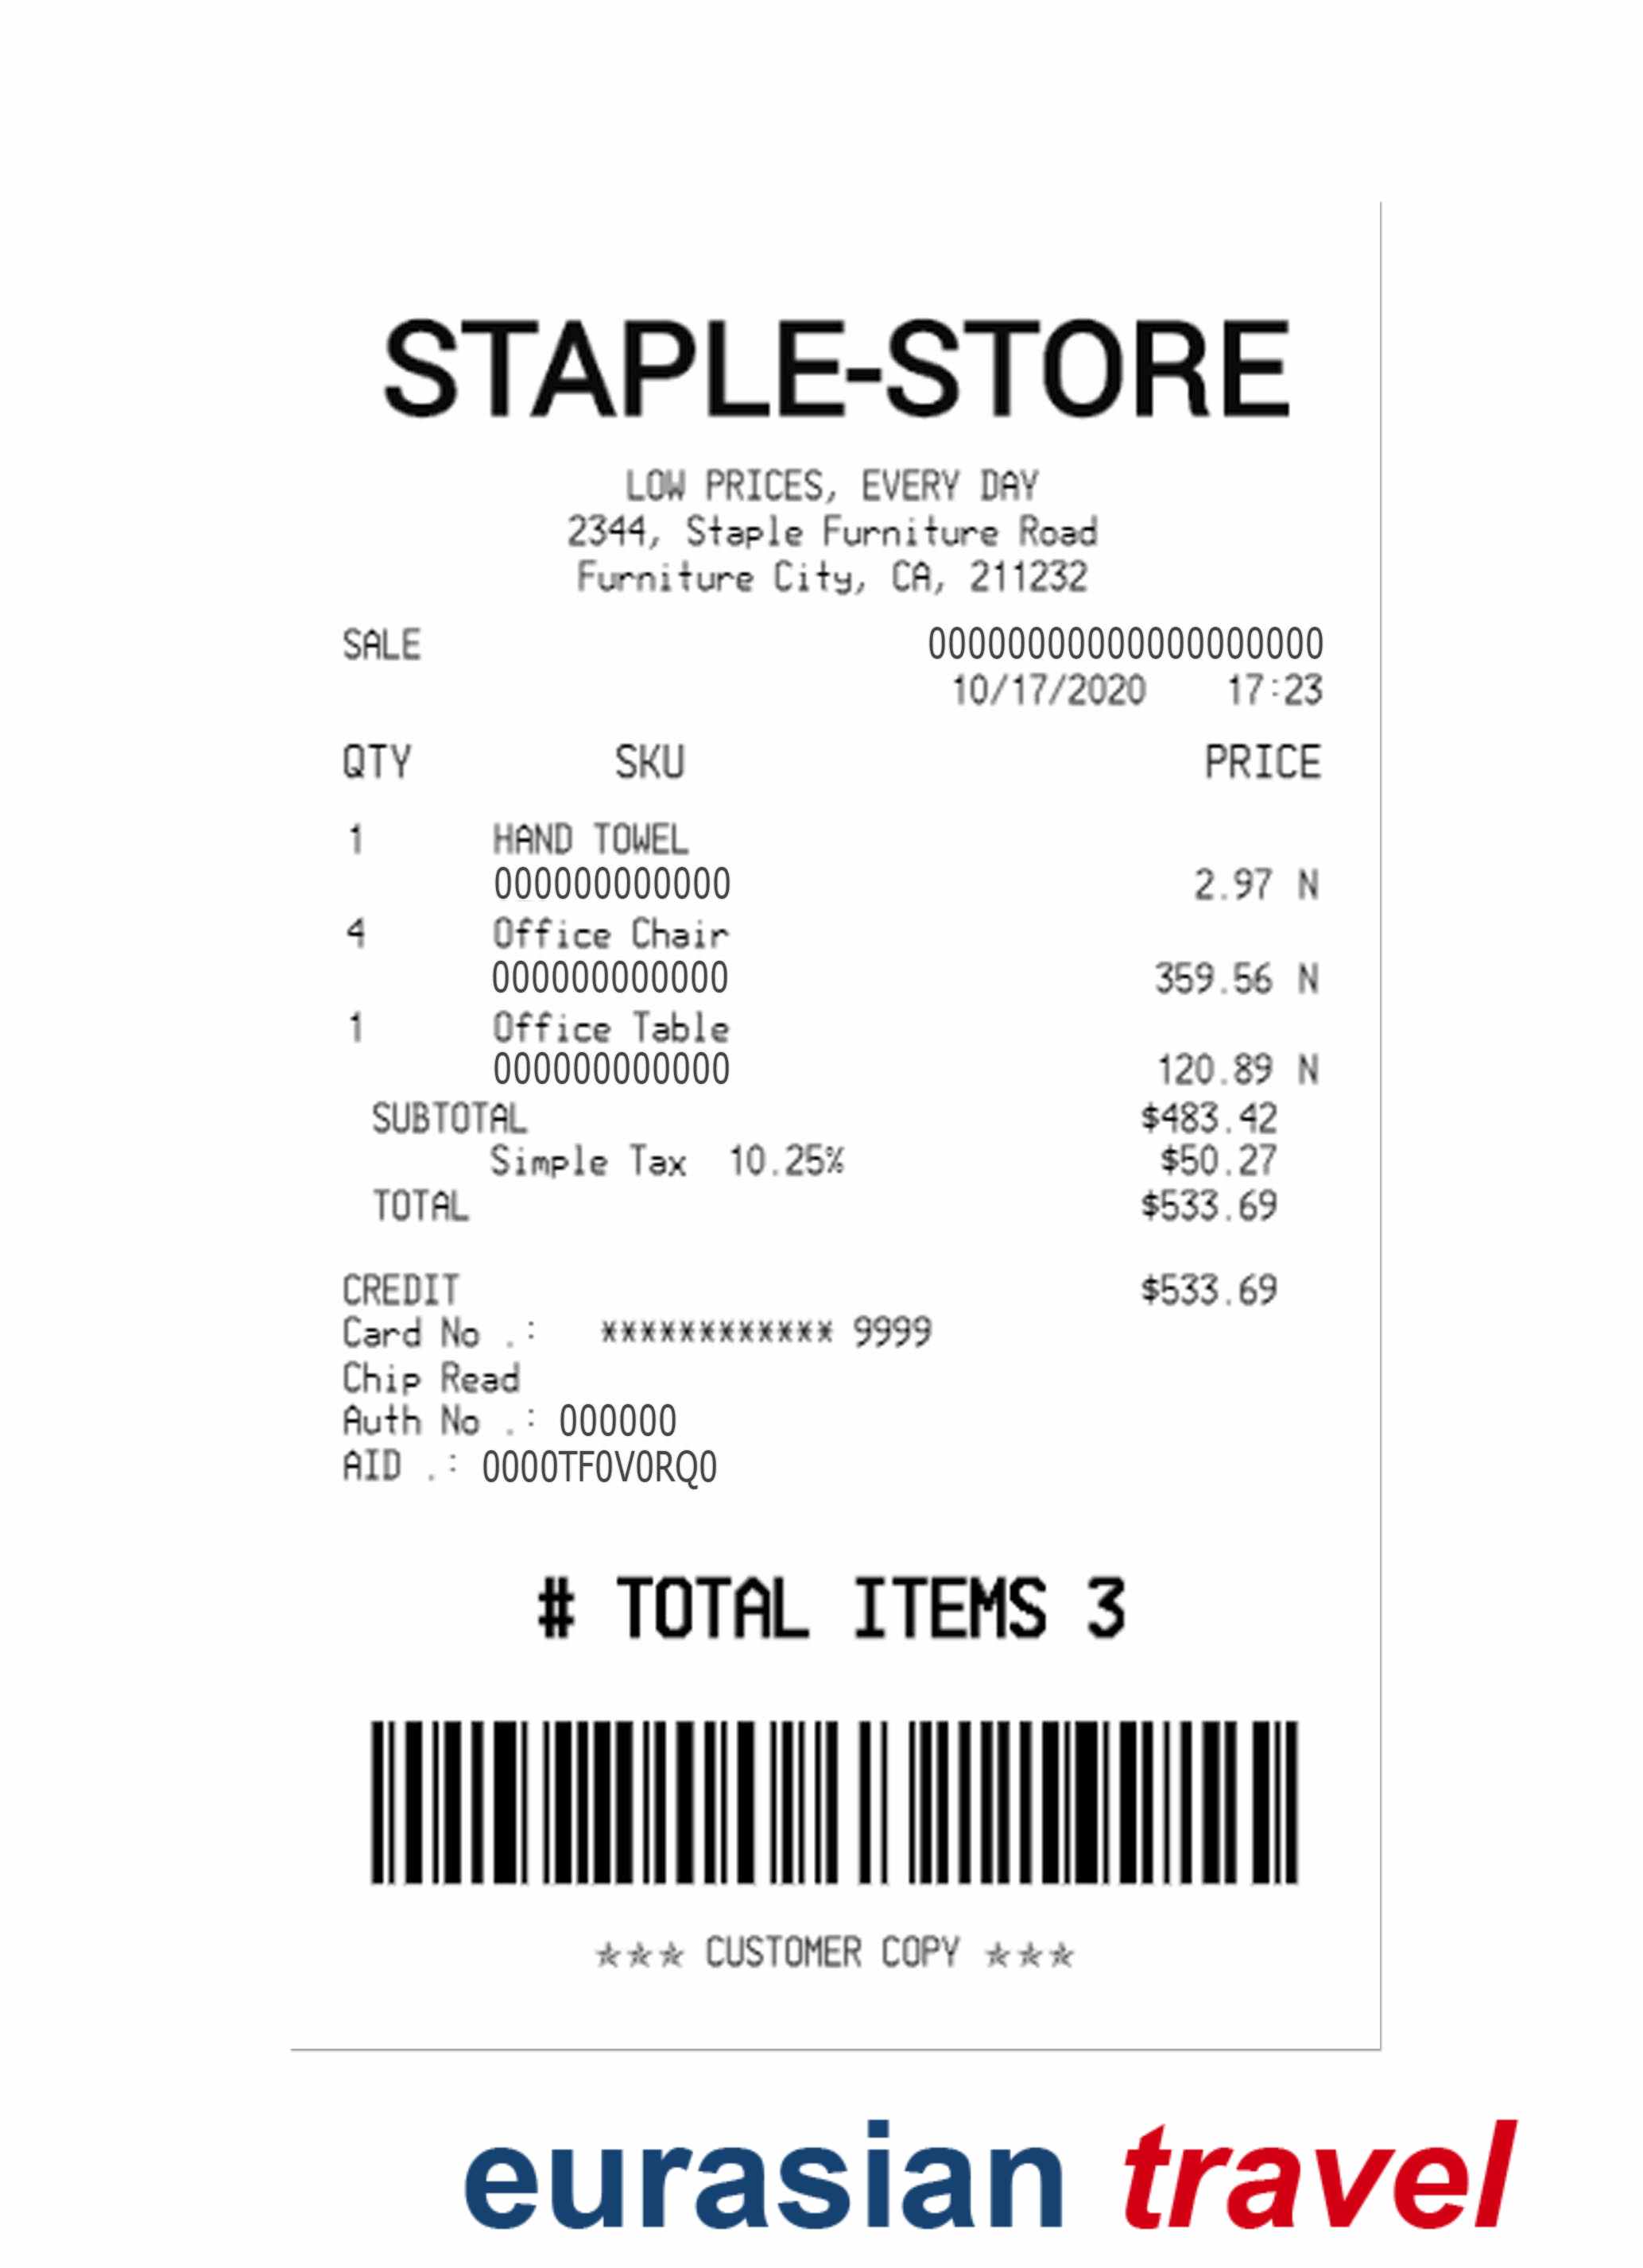 STAPLE-STORE
LOW PRICES, EVERY DAY
2344, Staple Furniture Road
Furniture City, CA, 211232
SALE 00000000000000000000
10/17/2020 17:23
QTY SKU PRICE
1 HAND TOWEL
000000000000 2.97 N
4 Office Chair
000000000000 359.56 N
1 Office Table
000000000000 120.89 N
SUBTOTAL $483.42
Simple Tax 10.25% $50.27
TOTAL $533.69
CREDIT $533.69
Card No .: ************ 9999
Chip Read
Auth No .: 000000
AID .: 0000TF0V0RQ0
# TOTAL ITEMS 3
*** CUSTOMER COPY ***
eurasian travel